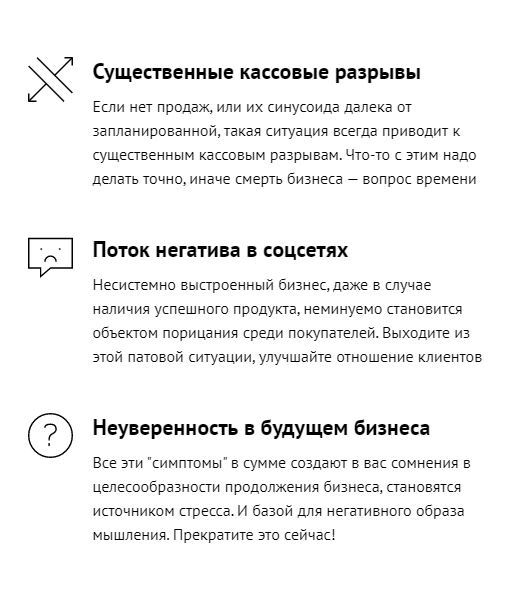 Существенные кассовые разрывы
Если нет продаж, или их синусоида далека от
запланированной, такая ситуация всегда приводит к
существенным кассовым разрывам. Что-то с этим надо
делать точно, иначе смерть бизнеса — вопрос времени
Поток негатива в соцсетях
Несистемно выстроенный бизнес, даже в случае
наличия успешного продукта, неминуемо становится
объектом порицания среди покупателей. Выходите из
этой патовой ситуации, улучшайте отношение клиентов
?
Неуверенность в будущем бизнеса
Все эти "симптомы" в сумме создают в вас сомнения в
целесообразности продолжения бизнеса, становятся
источником стресса. И базой для негативного образа
мышления. Прекратите это сейчас!